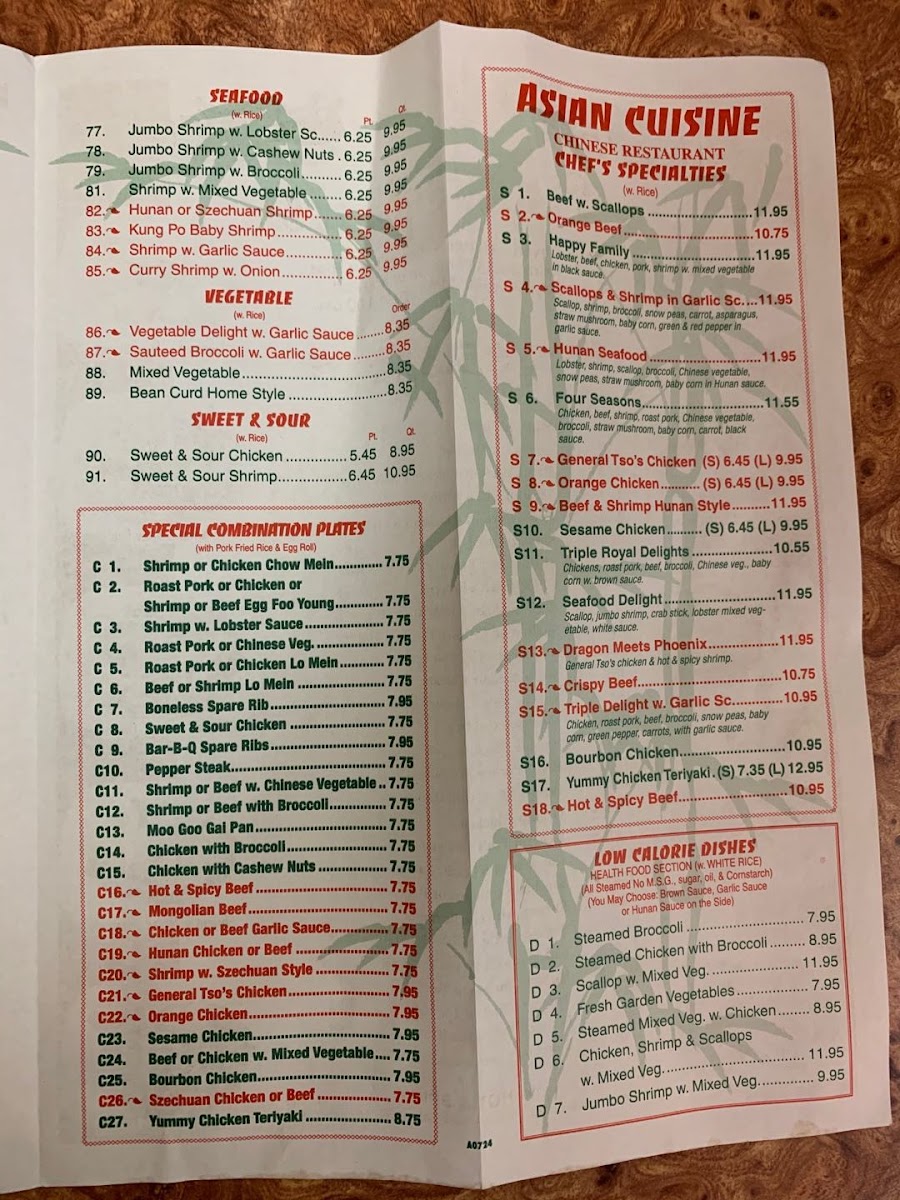 SEAFOOD
(w. Rice)
Pt. Qt.
77. Jumbo Shrimp w. Lobster Sc...... 6.25 9.95
78. Jumbo Shrimp w. Cashew Nuts . 6.25 9.95
79. Jumbo Shrimp w. Broccoli.......... 6.25 9.95
81. Shrimp w. Mixed Vegetable ........ 6.25 9.95
82. Hunan or Szechuan Shrimp....... 6.25 9.95
83. Kung Po Baby Shrimp............... 6.25 9.95
84. Shrimp w. Garlic Sauce............. 6.25 9.95
85. Curry Shrimp w. Onion.............. 6.25 9.95
VEGETABLE
(w. Rice)
Order
86. Vegetable Delight w. Garlic Sauce ....... 8.35
87. Sauteed Broccoli w. Garlic Sauce ....... 8.35
88. Mixed Vegetable ................................. 8.35
89. Bean Curd Home Style ...................... 8.35
SWEET & SOUR
(w. Rice)
Pt. Qt.
90. Sweet & Sour Chicken .............. 5.45 8.95
91. Sweet & Sour Shrimp................ 6.45 10.95
SPECIAL COMBINATION PLATES
(with Pork Fried Rice & Egg Roll)
C 1. Shrimp or Chicken Chow Mein............ 7.75
C 2. Roast Pork or Chicken or
Shrimp or Beef Egg Foo Young............ 7.75
C 3. Shrimp w. Lobster Sauce .................... 7.75
C 4. Roast Pork or Chinese Veg. ................ 7.75
C 5. Roast Pork or Chicken Lo Mein ........... 7.75
C 6. Beef or Shrimp Lo Mein ..................... 7.75
C 7. Boneless Spare Rib ........................... 7.95
C 8. Sweet & Sour Chicken ....................... 7.75
C 9. Bar-B-Q Spare Ribs ........................... 7.95
C10. Pepper Steak..................................... 7.75
C11. Shrimp or Beef w. Chinese Vegetable .. 7.75
C12. Shrimp or Beef with Broccoli.............. 7.75
C13. Moo Goo Gai Pan ............................... 7.75
C14. Chicken with Broccoli........................ 7.75
C15. Chicken with Cashew Nuts ................. 7.75
C16. Hot & Spicy Beef ............................... 7.75
C17. Mongolian Beef ................................. 7.75
C18. Chicken or Beef Garlic Sauce.............. 7.75
C19. Hunan Chicken or Beef ...................... 7.75
C20. Shrimp w. Szechuan Style .................. 7.75
C21. General Tso's Chicken ....................... 7.95
C22. Orange Chicken................................. 7.95
C23. Sesame Chicken................................ 7.95
C24. Beef or Chicken w. Mixed Vegetable.... 7.75
C25. Bourbon Chicken............................... 7.95
C26. Szechuan Chicken or Beef ................. 7.75
C27. Yummy Chicken Teriyaki ................... 8.75
A0724
ASIAN CUISINE
CHINESE RESTAURANT
CHEF'S SPECIALTIES
(w. Rice)
S 1. Beef w. Scallops ......................... 11.95
S 2. Orange Beef ............................... 10.75
S 3. Happy Family ............................. 11.95
Lobster, beef, chicken, pork, shrimp w. mixed vegetable
in black sauce.
S 4. Scallops & Shrimp in Garlic Sc.... 11.95
Scallop, shrimp, broccoli, snow peas, carrot, asparagus,
straw mushroom, baby corn, green & red pepper in
garlic sauce.
S 5. Hunan Seafood ........................... 11.95
Lobster, shrimp, scallop, broccoli, Chinese vegetable,
snow peas, straw mushroom, baby corn in Hunan sauce.
S 6. Four Seasons.............................. 11.55
Chicken, beef, shrimp, roast pork, Chinese vegetable,
broccoli, straw mushroom, baby corn, carrot, black
sauce.
S 7. General Tso's Chicken (S) 6.45 (L) 9.95
S 8. Orange Chicken.......... (S) 6.45 (L) 9.95
S 9. Beef & Shrimp Hunan Style.......... 11.95
S10. Sesame Chicken......... (S) 6.45 (L) 9.95
S11. Triple Royal Delights .................... 10.55
Chickens, roast pork, beef, broccoli, Chinese veg., baby
corn w. brown sauce.
S12. Seafood Delight ........................... 11.95
Scallop, jumbo shrimp, crab stick, lobster mixed veg-
etable, white sauce.
S13. Dragon Meets Phoenix................. 11.95
General Tso's chicken & hot & spicy shrimp.
S14. Crispy Beef.................................. 10.75
S15. Triple Delight w. Garlic Sc............ 10.95
Chicken, roast pork, beef, broccoli, snow peas, baby
corn, green pepper, carrots, with garlic sauce.
S16. Bourbon Chicken......................... 10.95
S17. Yummy Chicken Teriyaki . (S) 7.35 (L) 12.95
S18. Hot & Spicy Beef......................... 10.95
LOW CALORIE DISHES
HEALTH FOOD SECTION (w. WHITE RICE)
(All Steamed No M.S.G., sugar, oil, & Cornstarch)
(You May Choose: Brown Sauce, Garlic Sauce
or Hunan Sauce on the Side)
D 1. Steamed Broccoli .......................... 7.95
D 2. Steamed Chicken with Broccoli ......... 8.95
D 3. Scallop w. Mixed Veg. ..................... 11.95
D 4. Fresh Garden Vegetables ................. 7.95
D 5. Steamed Mixed Veg. w. Chicken ........ 8.95
D 6. Chicken, Shrimp & Scallops
w. Mixed Veg. ................................. 11.95
D 7. Jumbo Shrimp w. Mixed Veg............. 9.95